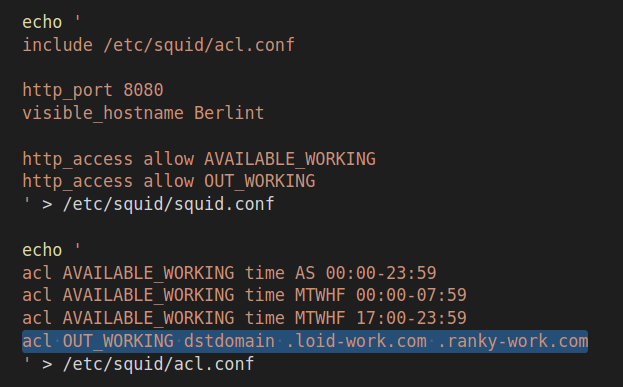 echo '
include /etc/squid/acl.conf
http_port 8080
visible_hostname Berlint
http_access allow AVAILABLE_WORKING
http_access allow OUT_WORKING
' > /etc/squid/squid.conf
echo '
acl AVAILABLE_WORKING time AS 00:00-23:59
acl AVAILABLE_WORKING time MTWHF 00:00-07:59
acl AVAILABLE_WORKING time MTWHF 17:00-23:59
acl OUT_WORKING dstdomain .loid-work.com .ranky-work.com
' > /etc/squid/acl.conf